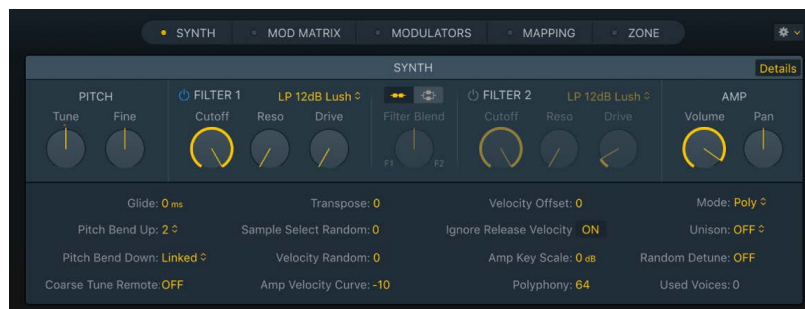 SYNTH MOD MATRIX MODULATORS MAPPING ZONE
SYNTH Details
PITCH FILTER 1 LP 12dB Lush FILTER 2 LP 12dB Lush AMP
Tune Fine Cutoff Reso Drive Filter Blend Cutoff Reso Drive Volume Pan
F1 F2
Glide: 0 ms Transpose: 0 Velocity Offset: 0 Mode: Poly
Pitch Bend Up: 2 Sample Select Random: 0 Ignore Release Velocity ON Unison: OFF
Pitch Bend Down: Linked Velocity Random: 0 Amp Key Scale: 0 dB Random Detune: OFF
Coarse Tune Remote: OFF Amp Velocity Curve: -10 Polyphony: 64 Used Voices: 0